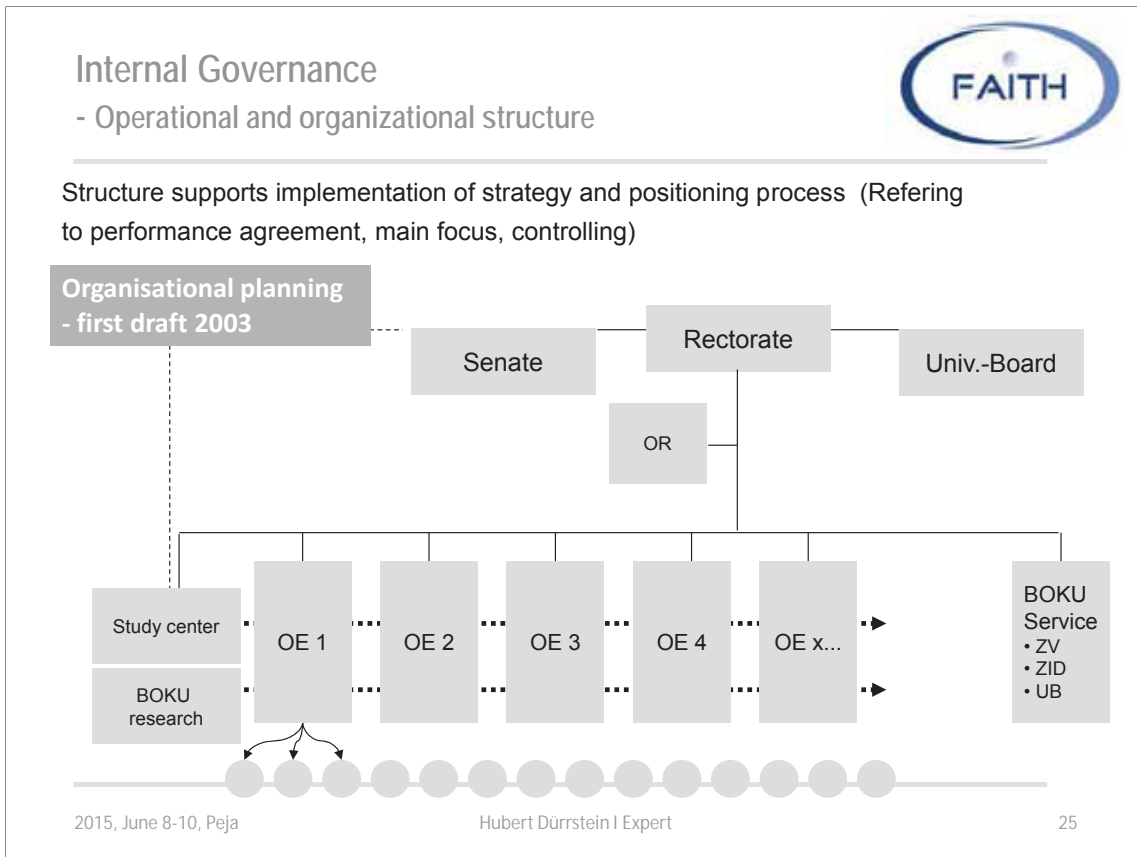 Internal Governance
- Operational and organizational structure
FAITH
Structure supports implementation of strategy and positioning process (Refering
to performance agreement, main focus, controlling)
Organisational planning
- first draft 2003
Senate
Rectorate
Univ.-Board
OR
Study center
BOKU
research
OE 1
OE 2
OE 3
OE 4
OE x...
BOKU
Service
• ZV
• ZID
• UB
2015, June 8-10, Peja
Hubert Dürrstein I Expert
25